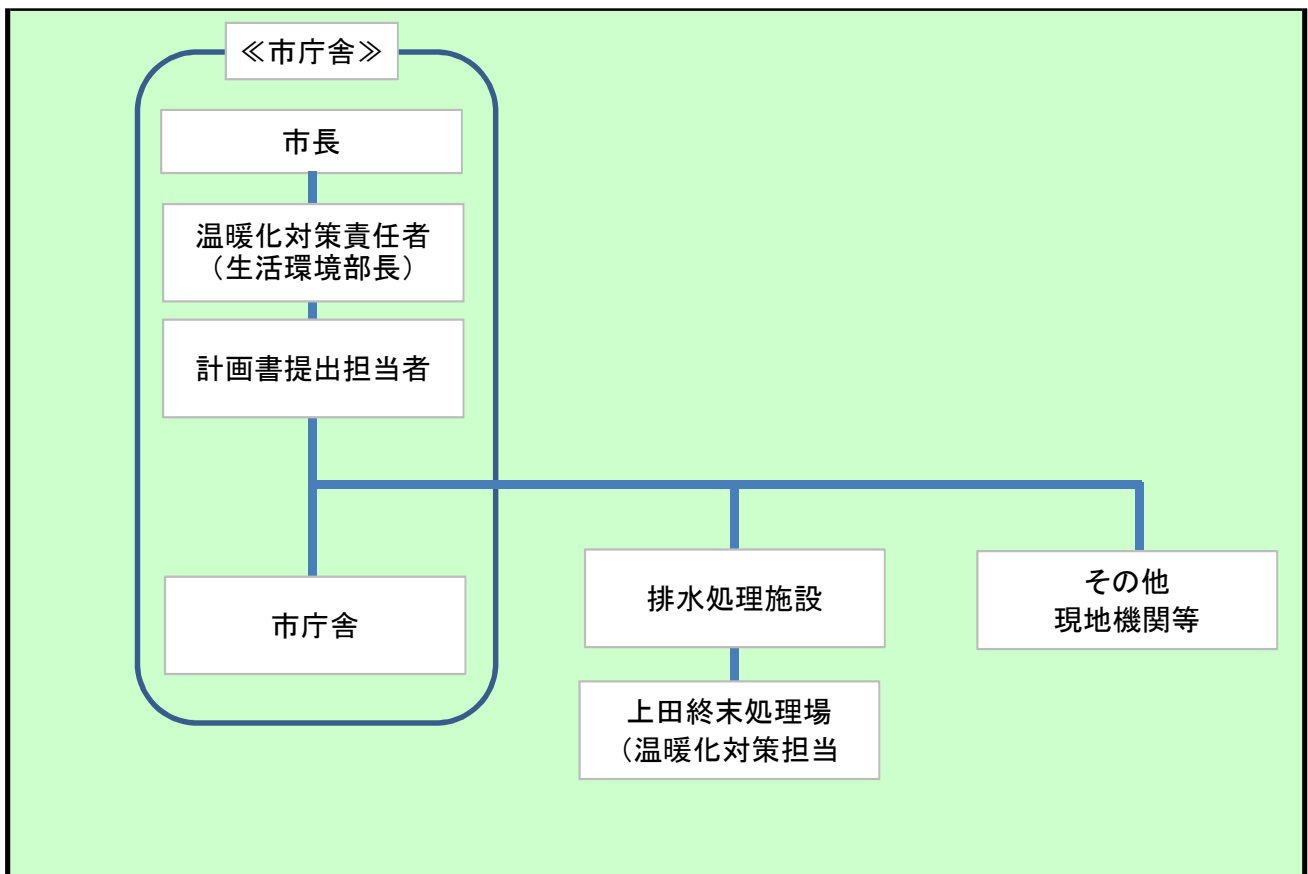 ≪市庁舎≫
市長
温暖化対策責任者
（生活環境部長）
計画書提出担当者
市庁舎
排水処理施設
その他
現地機関等
上田終末処理場
（温暖化対策担当